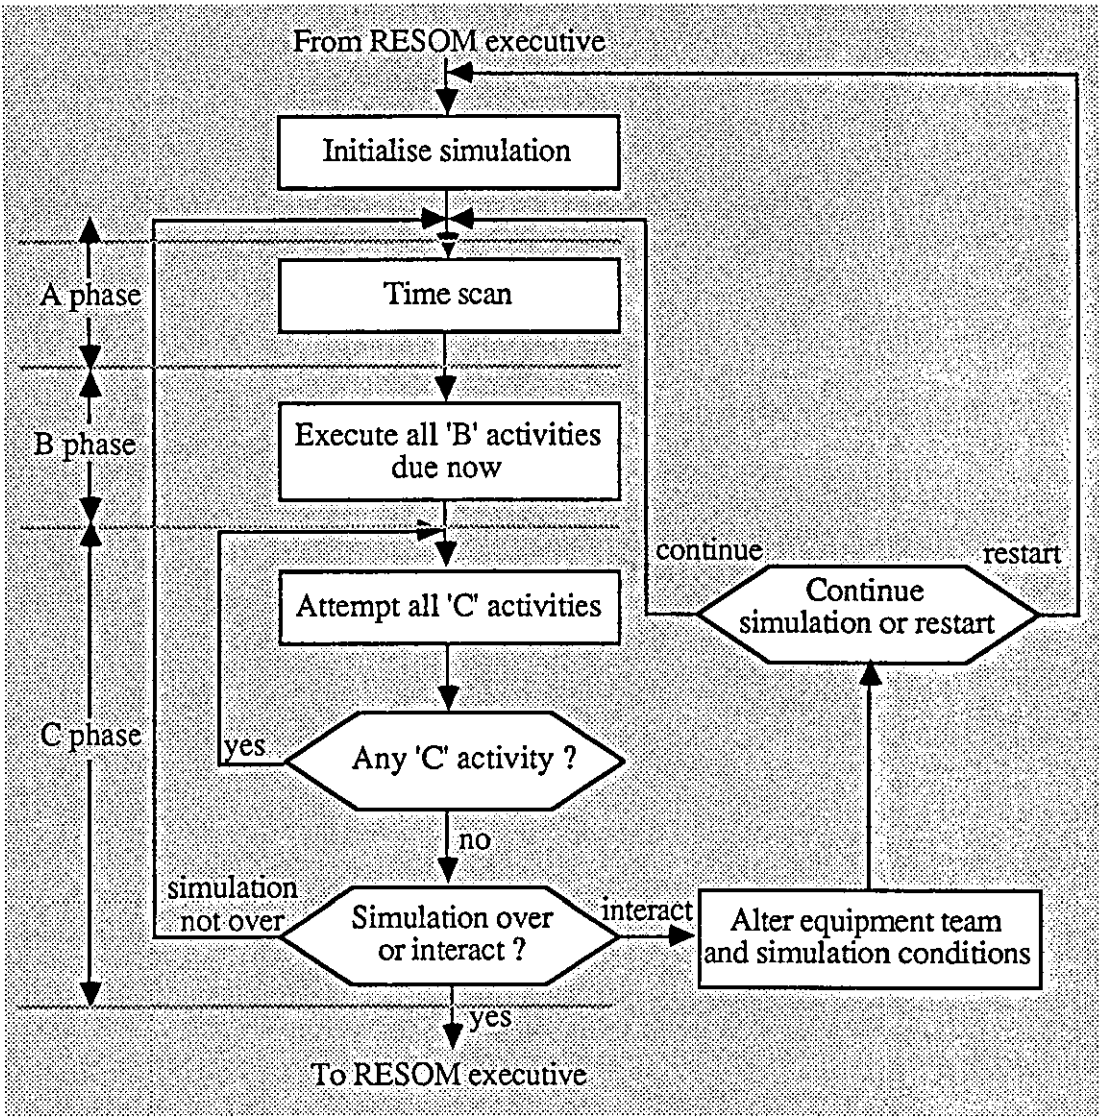 From RESOM executive
Initialise simulation
A phase
Time scan
B phase
Execute all 'B' activities
due now
continue
restart
Attempt all 'C' activities
Continue
simulation or restart
C phase
yes
Any 'C' activity ?
no
simulation
not over
Simulation over
or interact ?
interact
Alter equipment team
and simulation conditions
yes
To RESOM executive